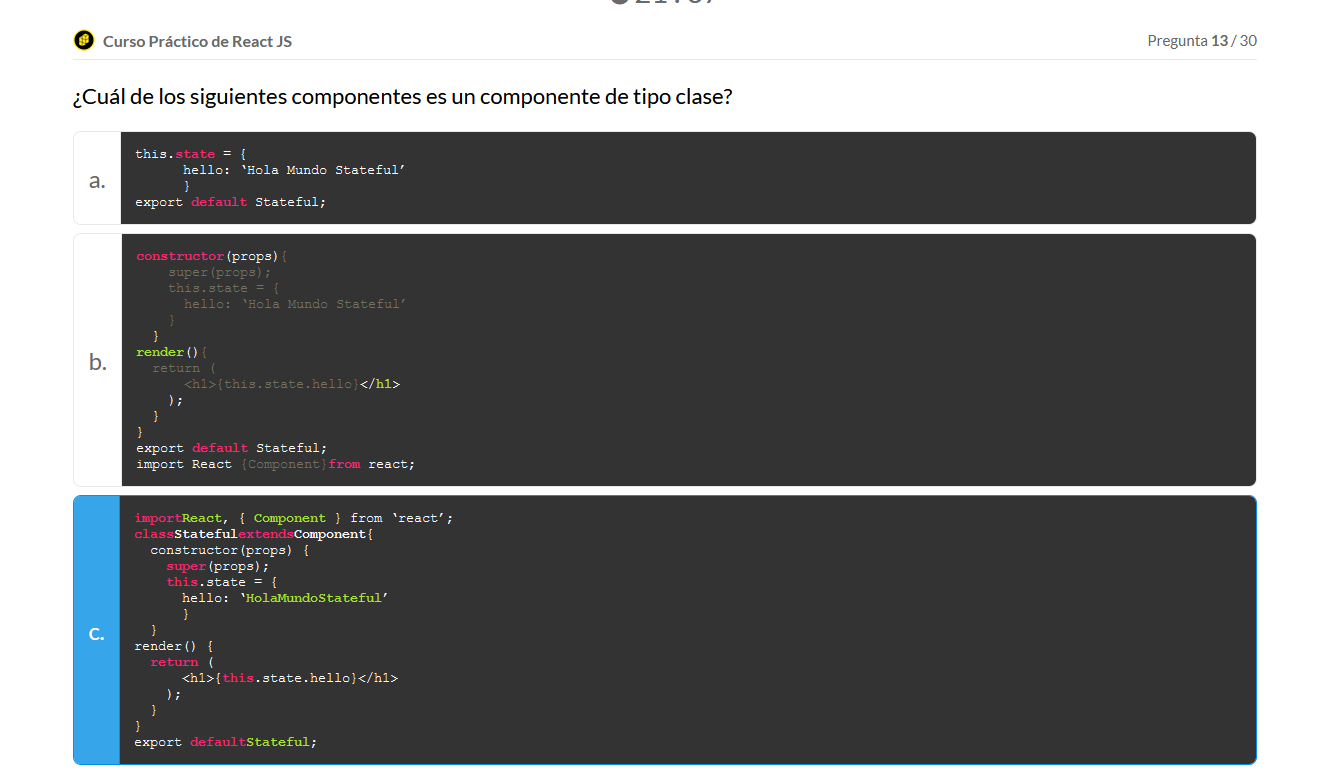 Curso Práctico de React JS
Pregunta 13 / 30
¿Cuál de los siguientes componentes es un componente de tipo clase?
a.
this.state = {
hello: ‘Hola Mundo Stateful’
}
export default Stateful;
b.
constructor(props){
super(props);
this.state = {
hello: ‘Hola Mundo Stateful’
}
}
render(){
return (
<h1>{this.state.hello}</h1>
);
}
}
export default Stateful;
import React {Component}from react;
c.
importReact, { Component } from ‘react’;
classStatefulextendsComponent{
constructor(props) {
super(props);
this.state = {
hello: ‘HolaMundoStateful’
}
}
render() {
return (
<h1>{this.state.hello}</h1>
);
}
}
export defaultStateful;